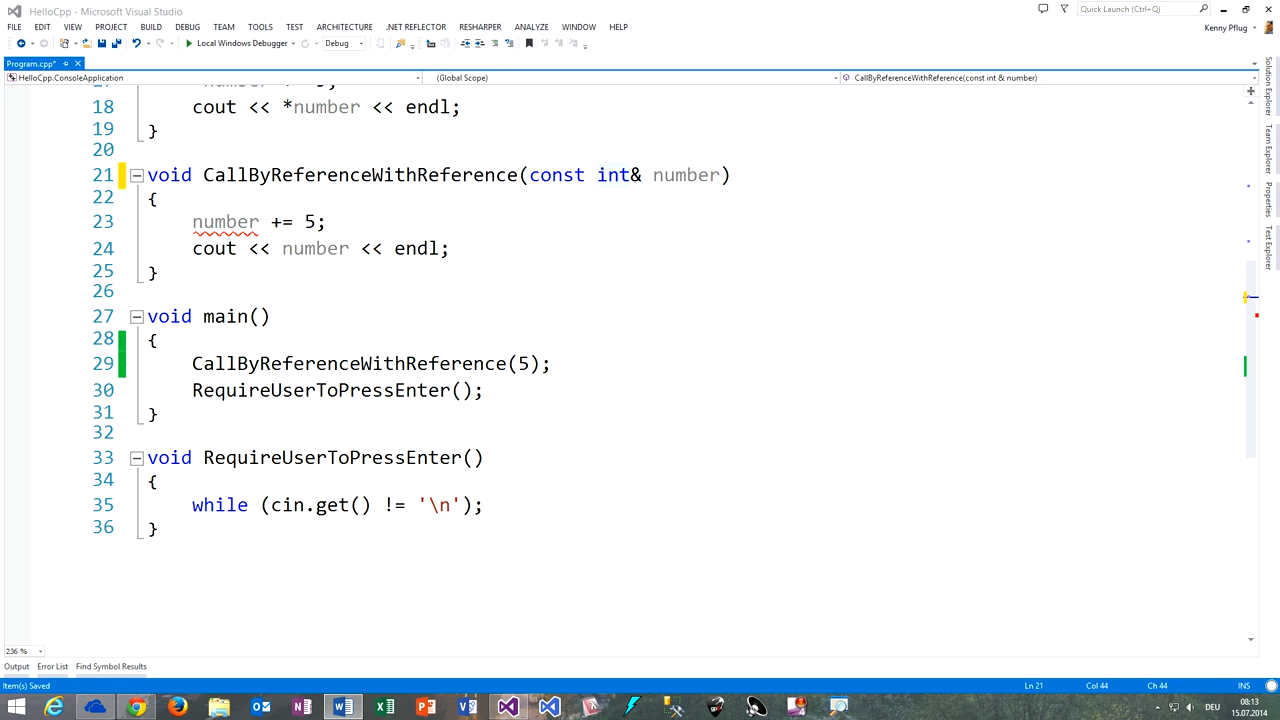 HelloCpp - Microsoft Visual Studio
Quick Launch (Ctrl+Q)
FILE EDIT VIEW PROJECT BUILD DEBUG TEAM TOOLS TEST ARCHITECTURE .NET REFLECTOR RESHARPER ANALYZE WINDOW HELP
Kenny Pflug
Local Windows Debugger Debug
Program.cpp*
HelloCpp.ConsoleApplication (Global Scope) CallByReferenceWithReference(const int & number)
18 cout << *number << endl;
19 }
20
21 void CallByReferenceWithReference(const int& number)
22 {
23 number += 5;
24 cout << number << endl;
25 }
26
27 void main()
28 {
29 CallByReferenceWithReference(5);
30 RequireUserToPressEnter();
31 }
32
33 void RequireUserToPressEnter()
34 {
35 while (cin.get() != '\n');
36 }
Solution Explorer
Team Explorer
Properties
Test Explorer
236 %
Output Error List Find Symbol Results
Item(s) Saved Ln 21 Col 44 Ch 44 INS
DEU
08:13
15.07.2014